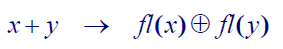 x + y → fl(x) ⊕ fl(y)